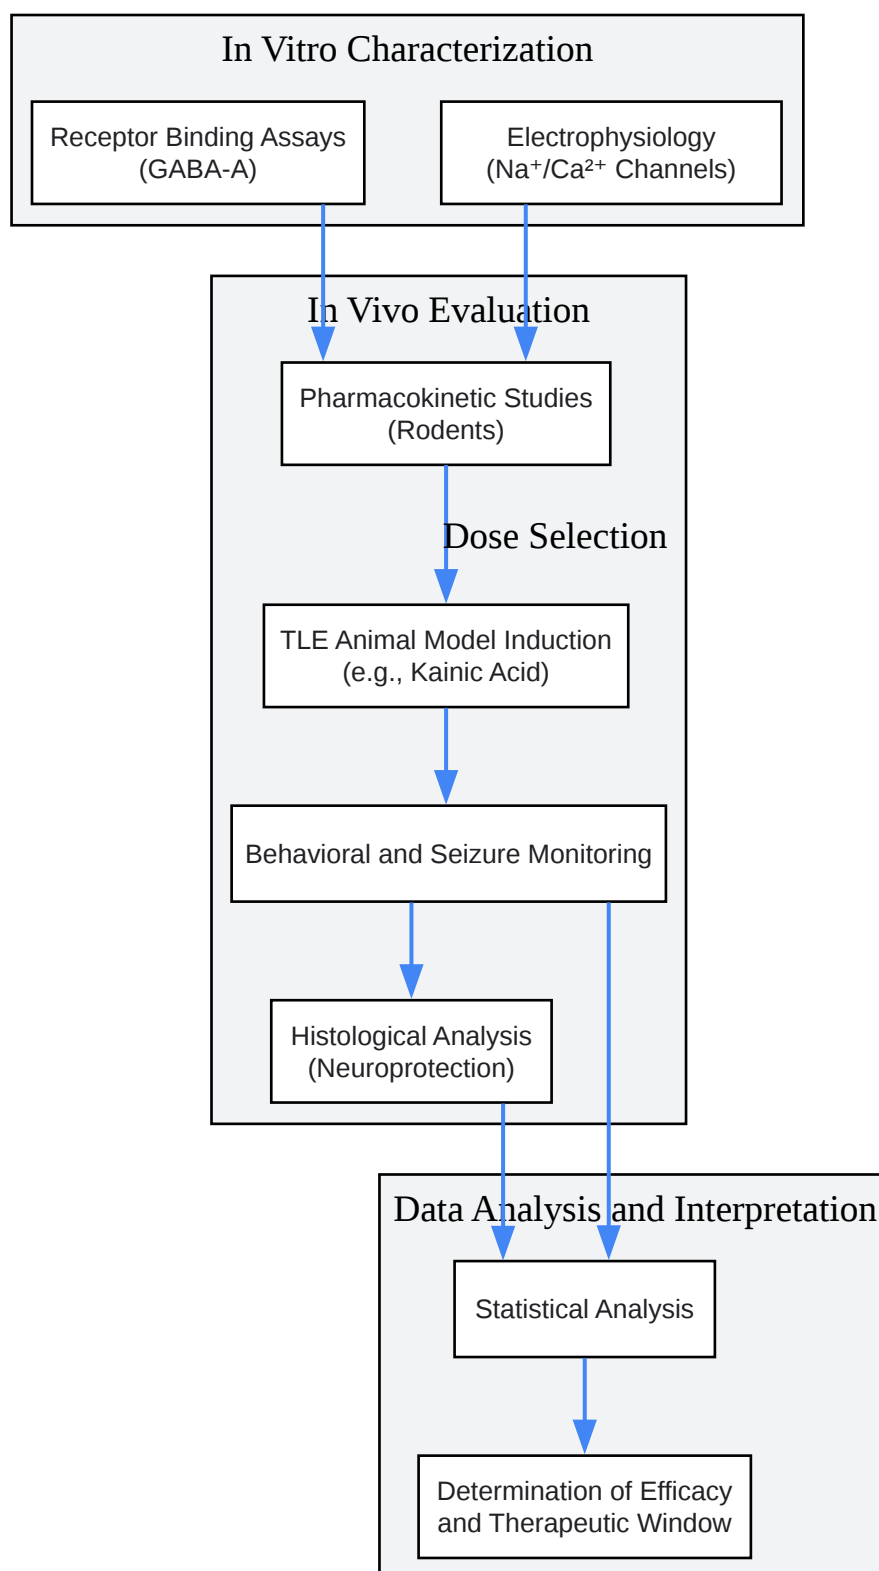 In Vitro Characterization
Receptor Binding Assays
(GABA-A)
Electrophysiology
(Na⁺/Ca²⁺ Channels)
In Vivo Evaluation
Pharmacokinetic Studies
(Rodents)
Dose Selection
TLE Animal Model Induction
(e.g., Kainic Acid)
Behavioral and Seizure Monitoring
Histological Analysis
(Neuroprotection)
Data Analysis and Interpretation
Statistical Analysis
Determination of Efficacy
and Therapeutic Window